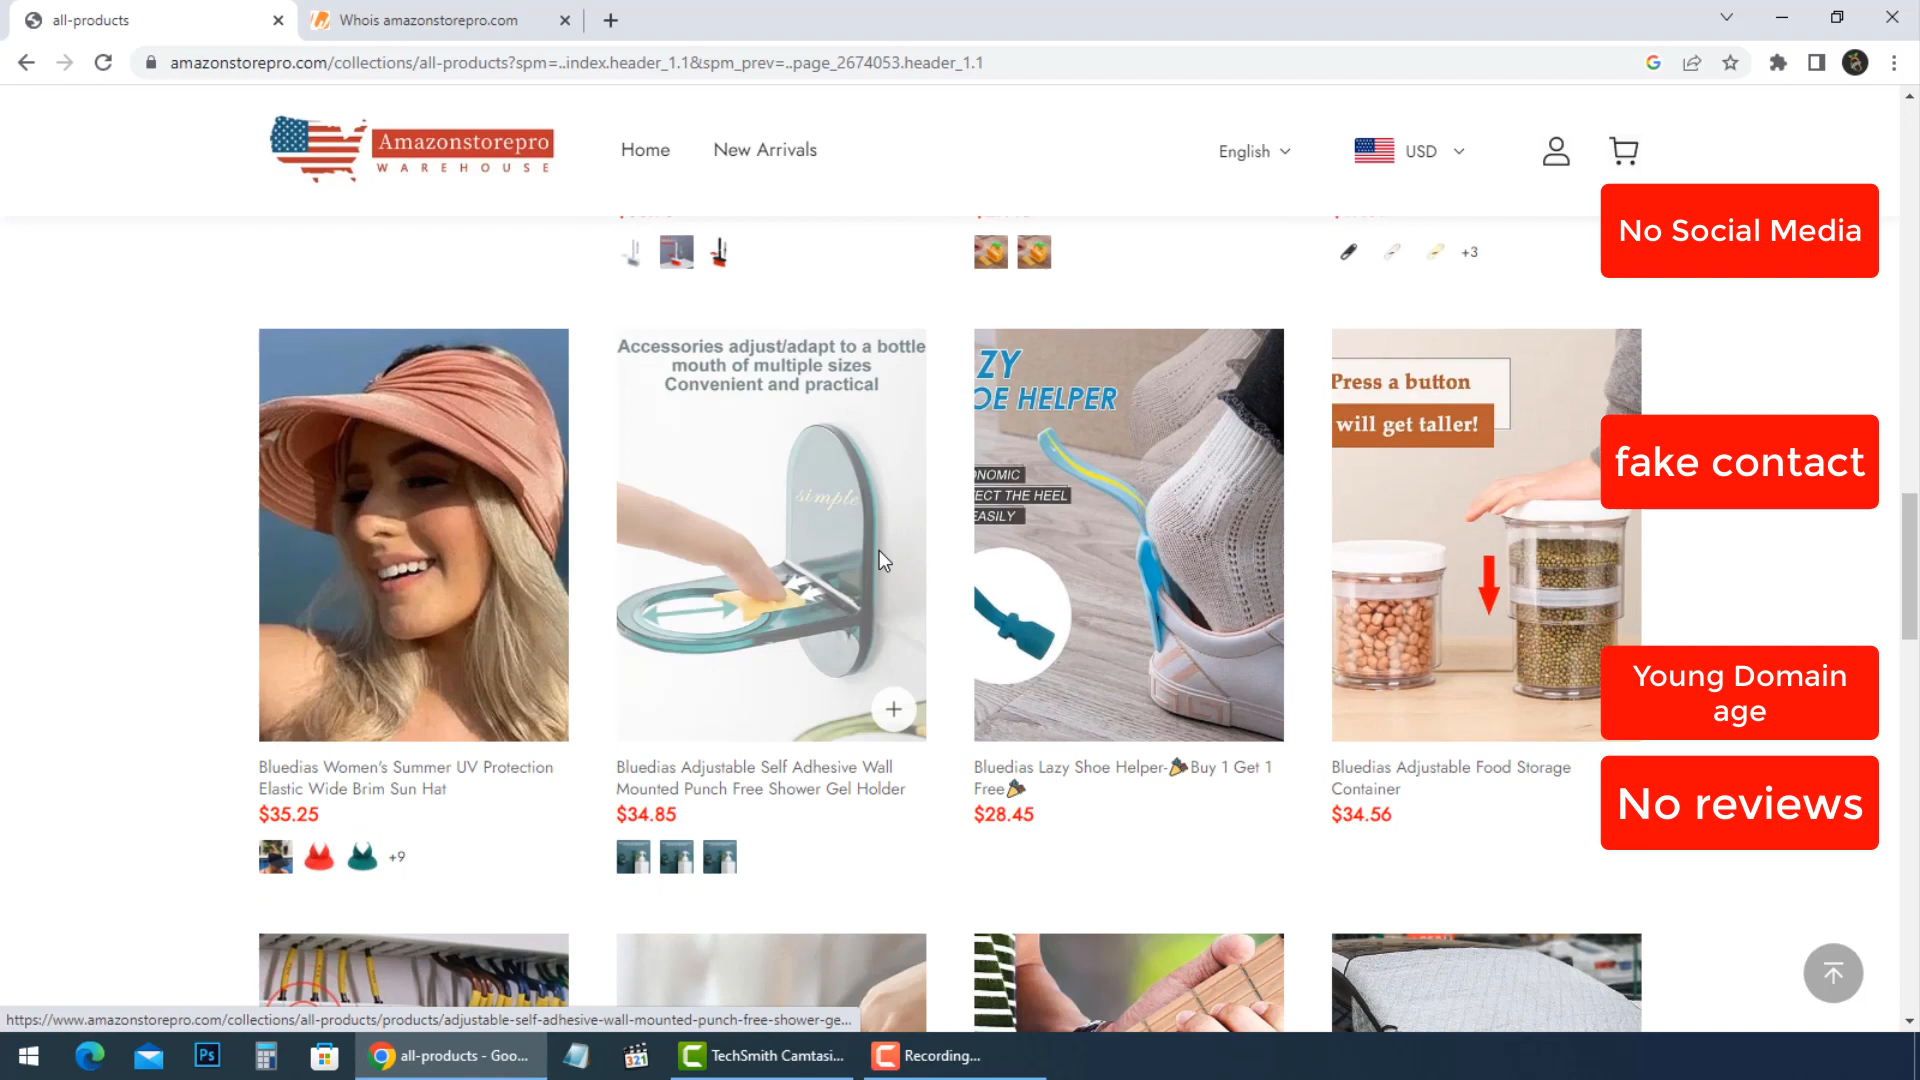 all-products
Whois amazonstorepro.com
amazonstorepro.com/collections/all-products?spm=..index.header_1.1&spm_prev=..page_2674053.header_1.1
Amazonstorepro
WAREHOUSE
Home
New Arrivals
English
USD
No Social Media
+3
Accessories adjust/adapt to a bottle
mouth of multiple sizes
Convenient and practical
simple
ZY
OE HELPER
NOMIC
ECT THE HEEL
EASILY
Press a button
will get taller!
fake contact
Young Domain
age
No reviews
Bluedias Women's Summer UV Protection
Elastic Wide Brim Sun Hat
$35.25
+9
Bluedias Adjustable Self Adhesive Wall
Mounted Punch Free Shower Gel Holder
$34.85
Bluedias Lazy Shoe Helper-🎉Buy 1 Get 1
Free🎉
$28.45
Bluedias Adjustable Food Storage
Container
$34.56
https://www.amazonstorepro.com/collections/all-products/products/adjustable-self-adhesive-wall-mounted-punch-free-shower-ge...
Ps
all-products - Goo...
321
TechSmith Camtasi...
Recording...